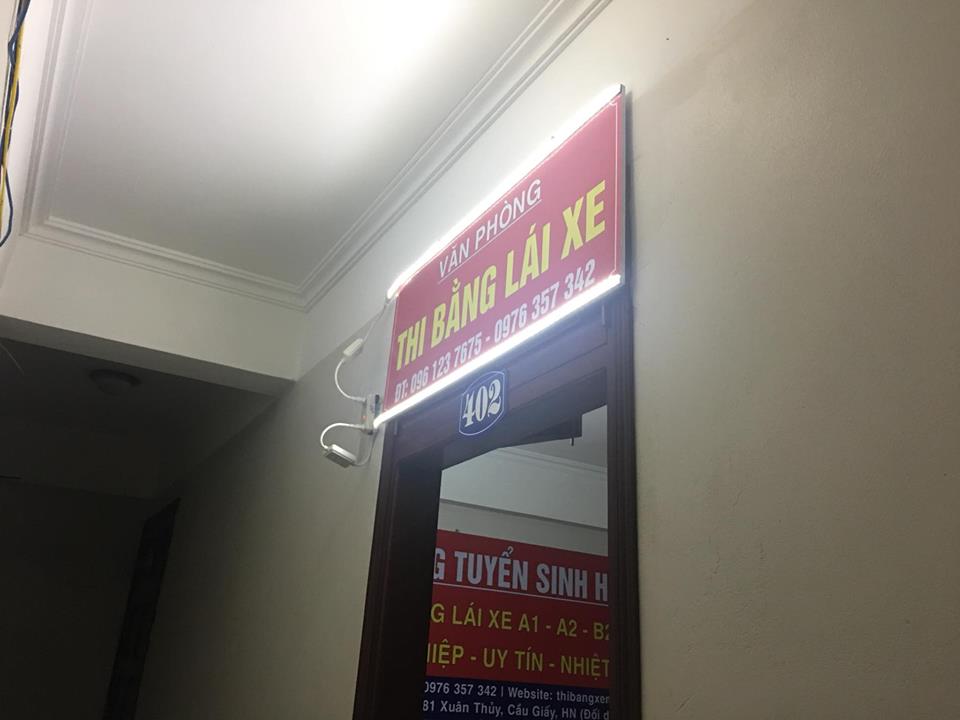 VĂN PHÒNG
THI BẰNG LÁI XE
ĐT: 096 123 7675 - 0976 357 342
402
G TUYỂN SINH H
G LÁI XE A1 - A2 - B2
IỆP - UY TÍN - NHIỆT
0976 357 342 | Website: thibangxe
81 Xuân Thủy, Cầu Giấy, HN (Đối d